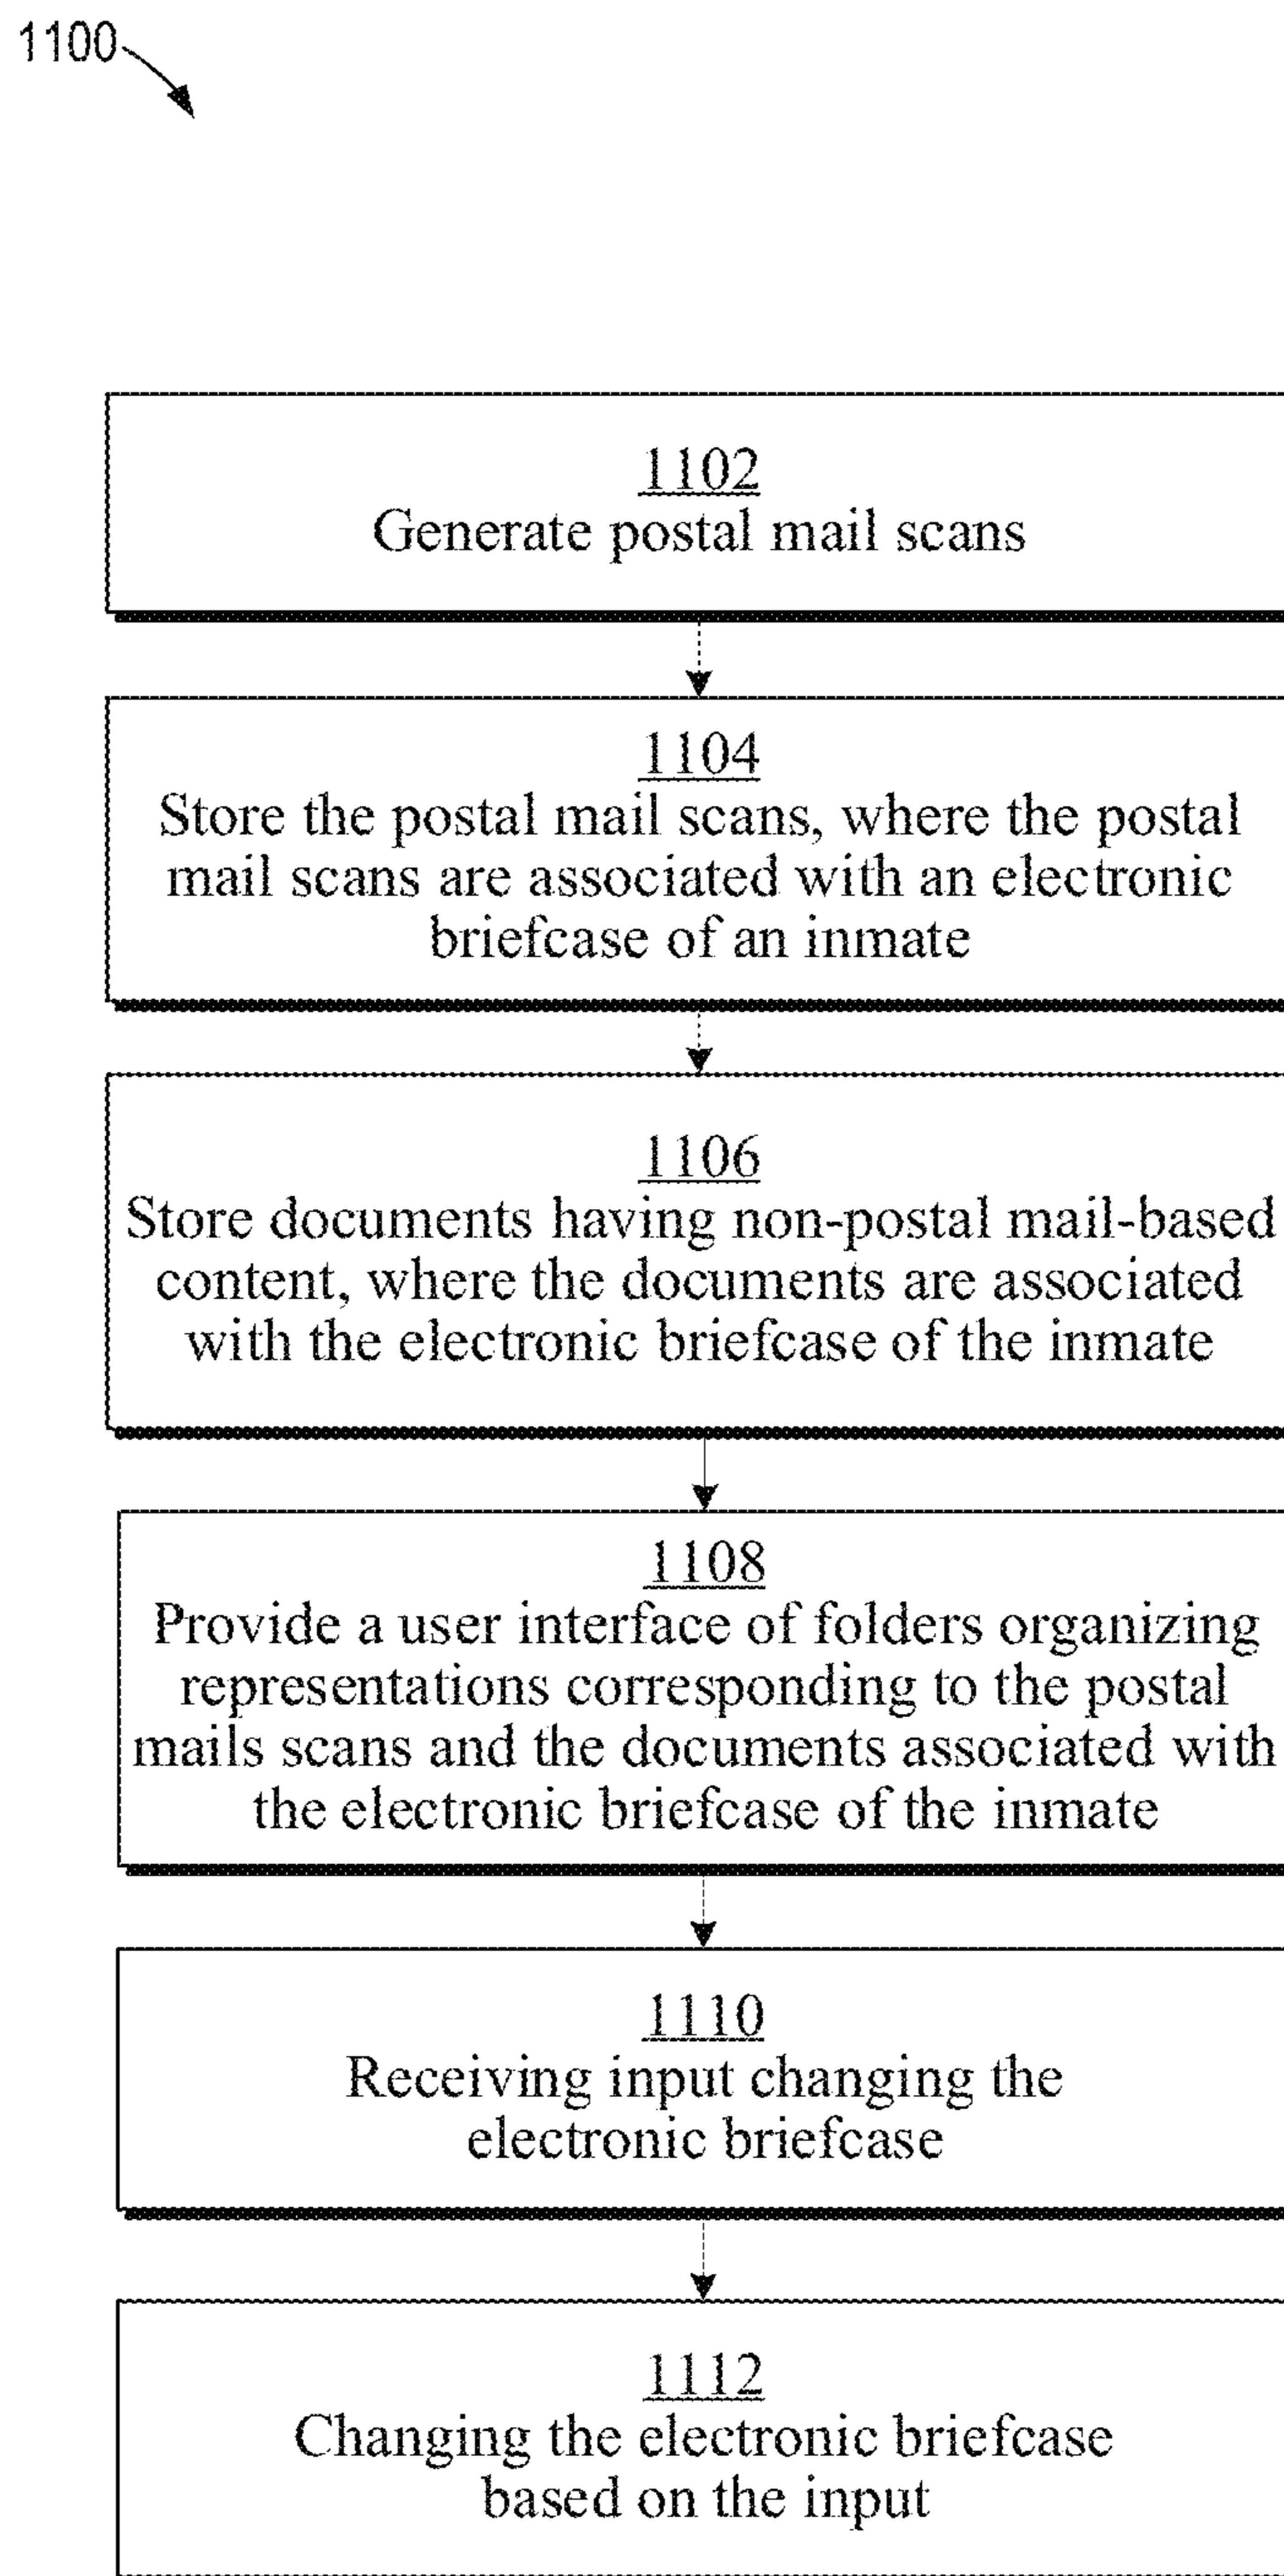 1100
1102
Generate postal mail scans
1104
Store the postal mail scans, where the postal
mail scans are associated with an electronic
briefcase of an inmate
1106
Store documents having non-postal mail-based
content, where the documents are associated
with the electronic briefcase of the inmate
1108
Provide a user interface of folders organizing
representations corresponding to the postal
mails scans and the documents associated with
the electronic briefcase of the inmate
1110
Receiving input changing the
electronic briefcase
1112
Changing the electronic briefcase
based on the input